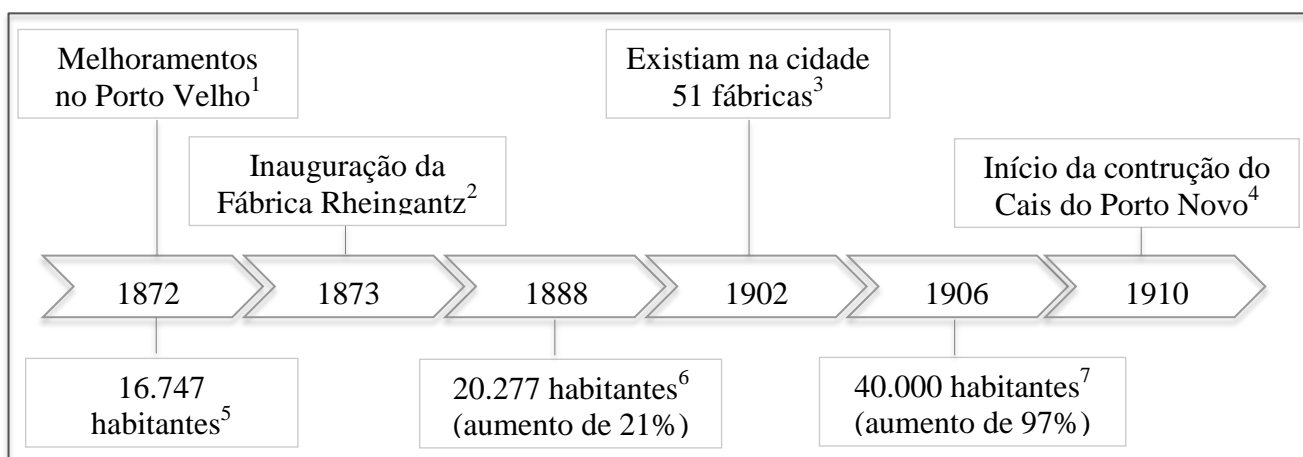 Melhoramentos
no Porto Velho¹
Existiam na cidade
51 fábricas³
Inauguração da
Fábrica Rheingantz²
Início da contrução do
Cais do Porto Novo⁴
1872
1873
1888
1902
1906
1910
16.747
habitantes⁵
20.277 habitantes⁶
(aumento de 21%)
40.000 habitantes⁷
(aumento de 97%)